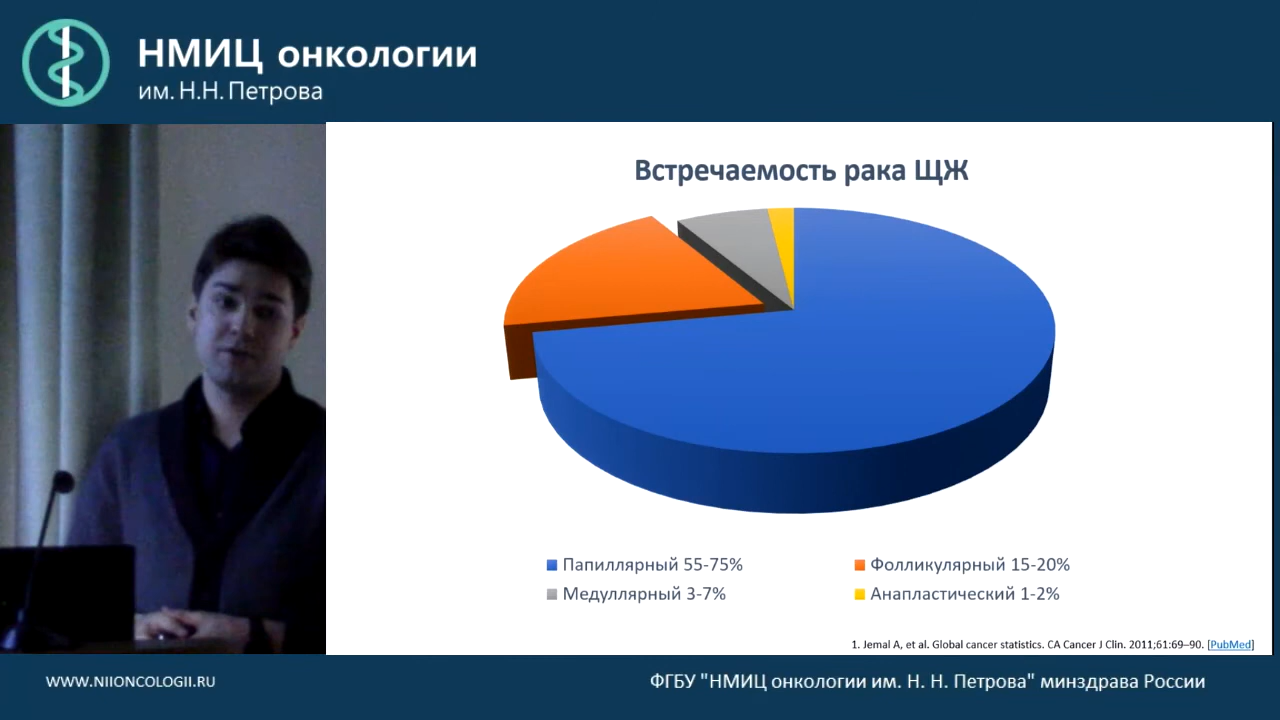 НМИЦ онкологии
им. Н.Н. Петрова
Встречаемость рака ЩЖ
Папиллярный 55-75%
Фолликулярный 15-20%
Медуллярный 3-7%
Анапластический 1-2%
1. Jemal A, et al. Global cancer statistics. CA Cancer J Clin. 2011;61:69–90. [PubMed]
WWW.NIIONCOLOGII.RU
ФГБУ "НМИЦ онкологии им. Н. Н. Петрова" минздрава России